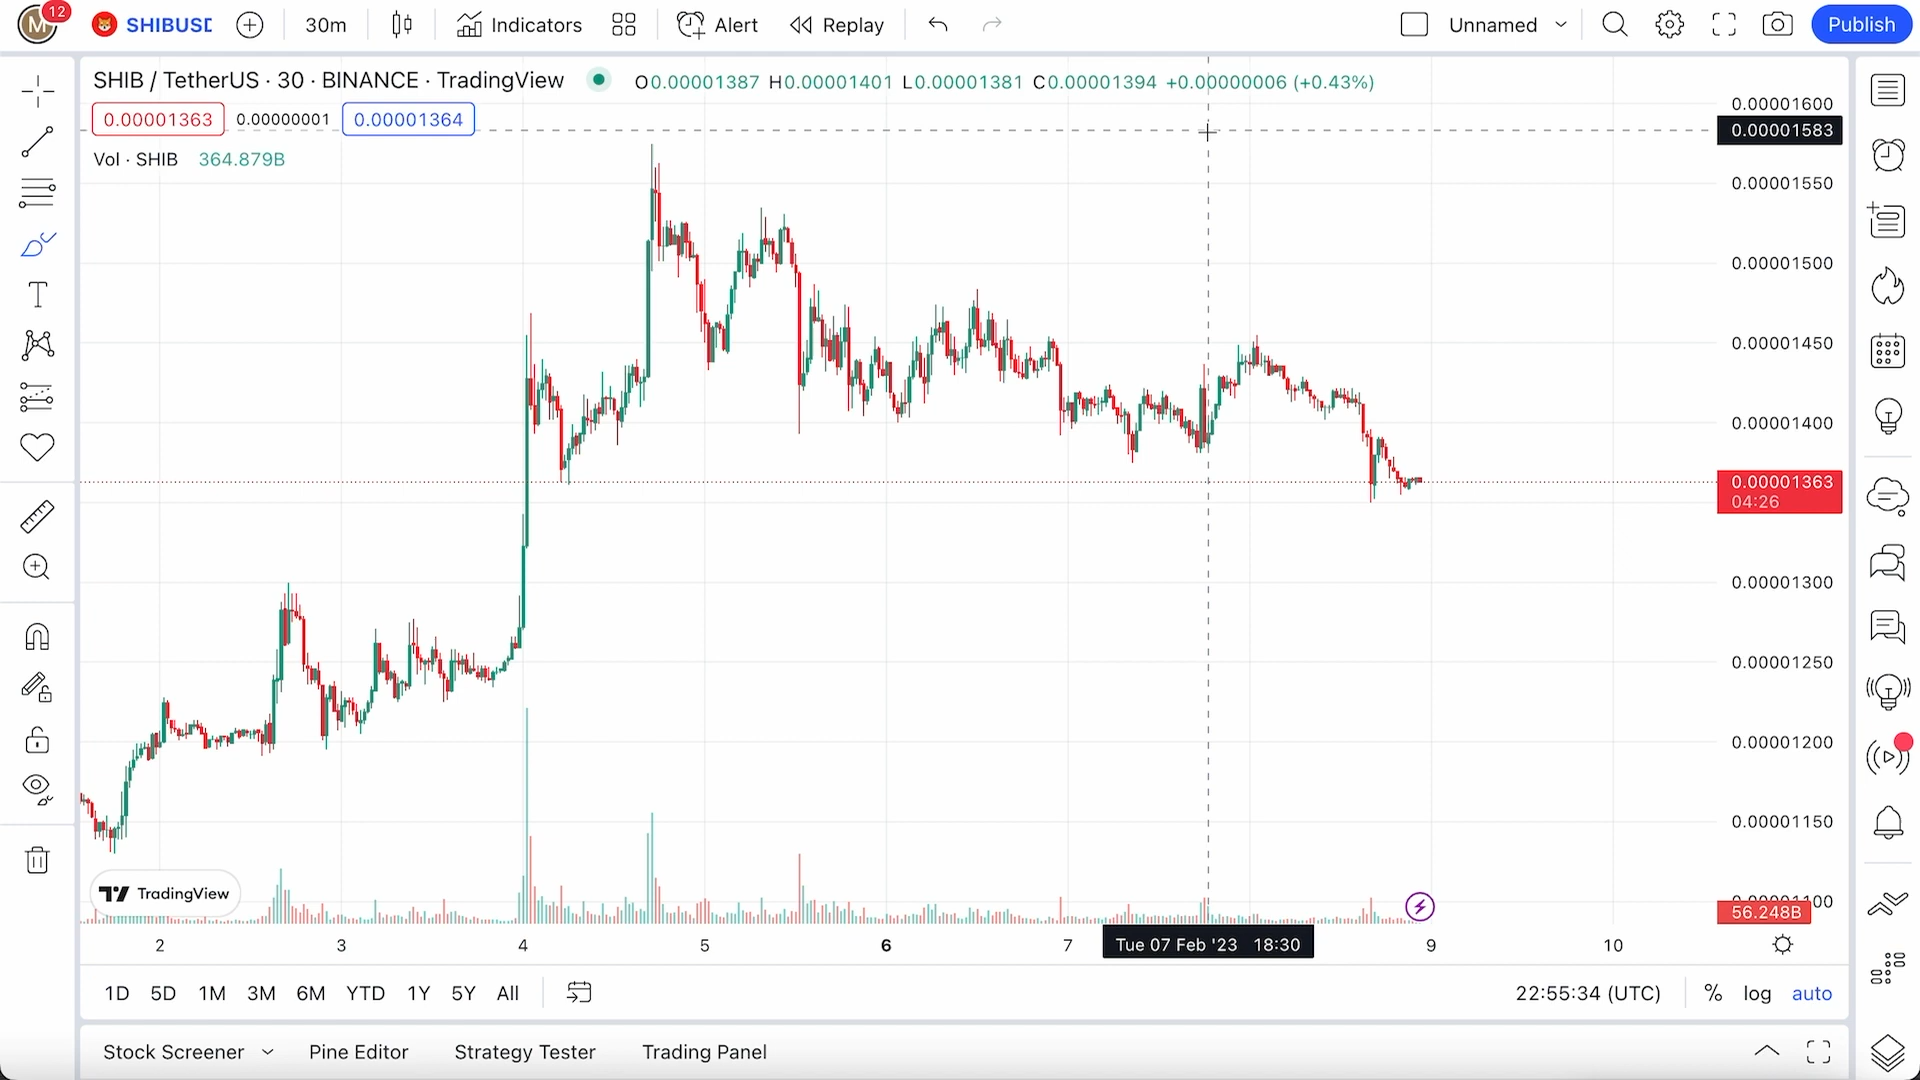 M 12 SHIBUSD 30m Indicators Alert Replay Unnamed Publish
SHIB / TetherUS · 30 · BINANCE · TradingView O0.00001387 H0.00001401 L0.00001381 C0.00001394 +0.00000006 (+0.43%)
0.00001363 0.00000001 0.00001364
Vol · SHIB 364.879B
0.00001600
0.00001583
0.00001550
0.00001500
0.00001450
0.00001400
0.00001363
04:26
0.00001300
0.00001250
0.00001200
0.00001150
TradingView
56.248B
2 3 4 5 6 7 Tue 07 Feb '23 18:30 9 10
1D 5D 1M 3M 6M YTD 1Y 5Y All 22:55:34 (UTC) % log auto
Stock Screener Pine Editor Strategy Tester Trading Panel